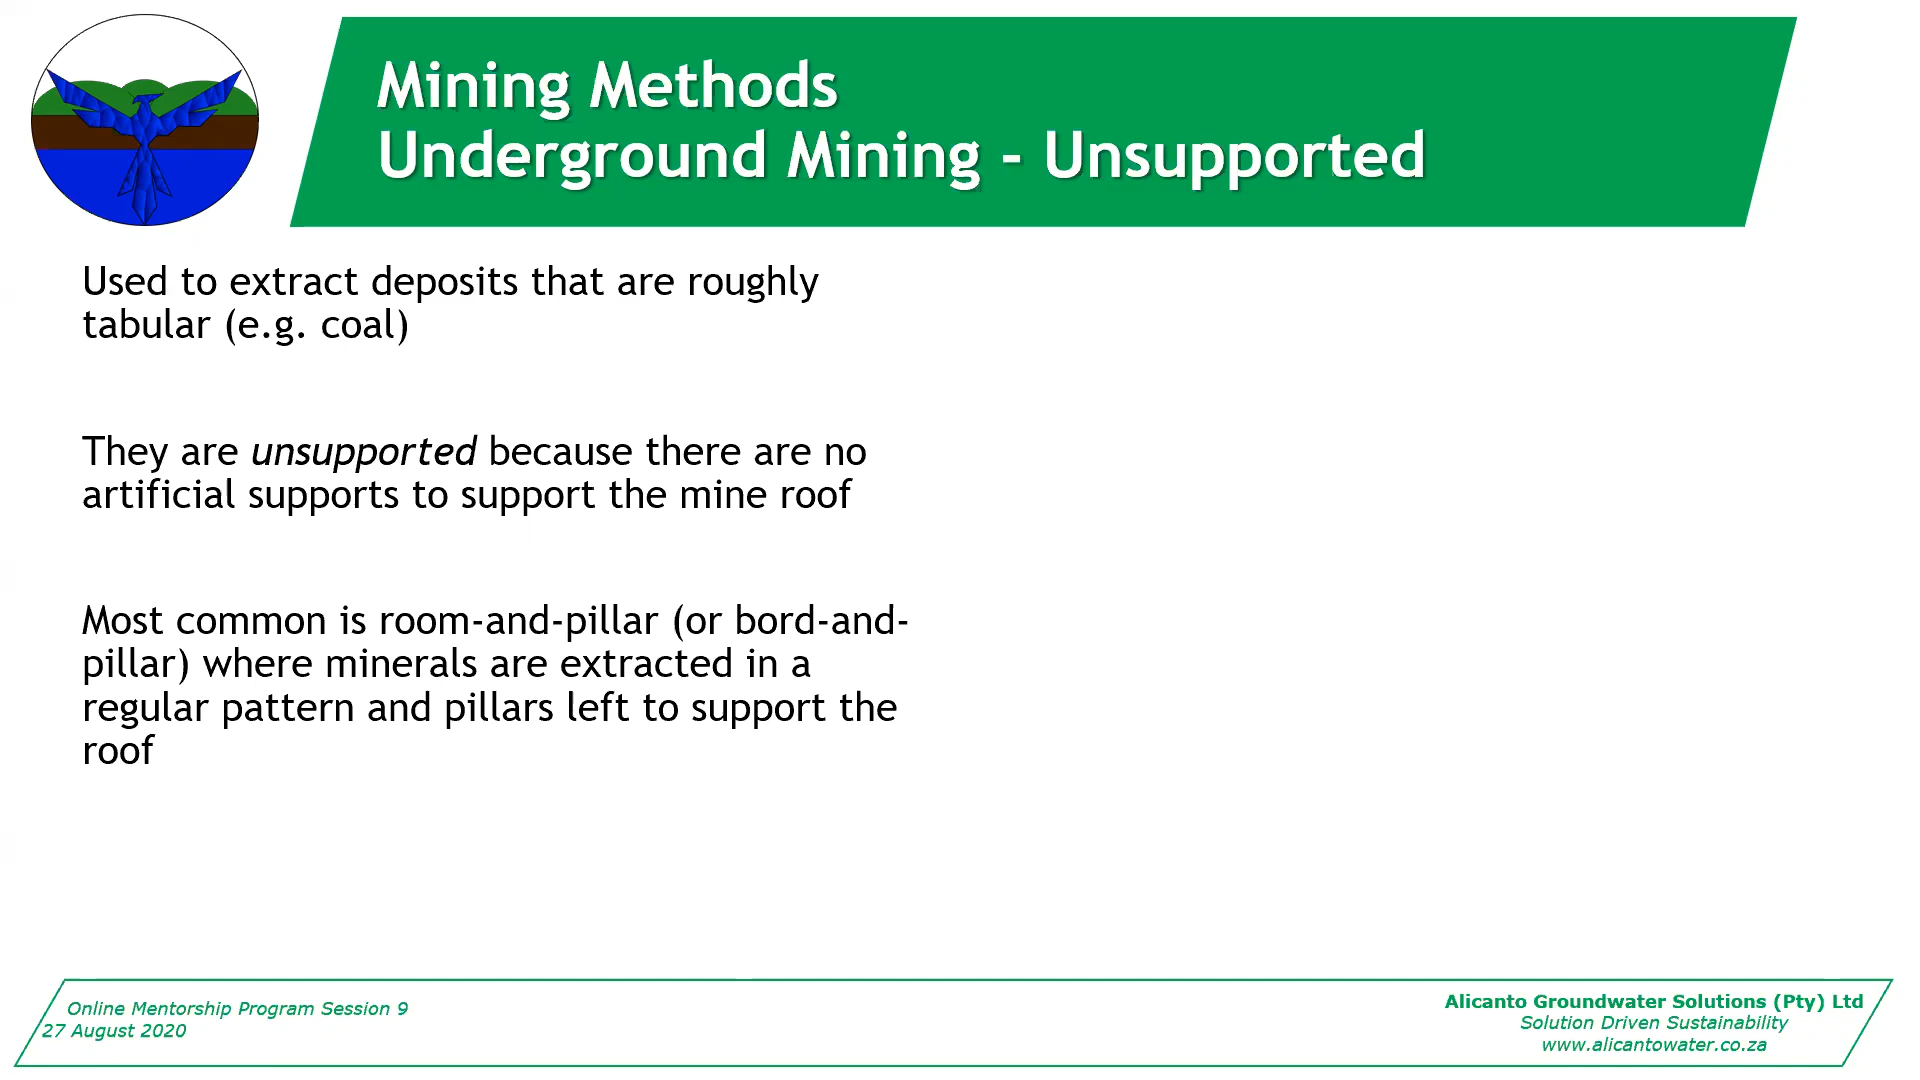 Mining Methods
Underground Mining - Unsupported
Used to extract deposits that are roughly
tabular (e.g. coal)
They are unsupported because there are no
artificial supports to support the mine roof
Most common is room-and-pillar (or bord-and-
pillar) where minerals are extracted in a
regular pattern and pillars left to support the
roof
Online Mentorship Program Session 9
27 August 2020
Alicanto Groundwater Solutions (Pty) Ltd
Solution Driven Sustainability
www.alicantowater.co.za